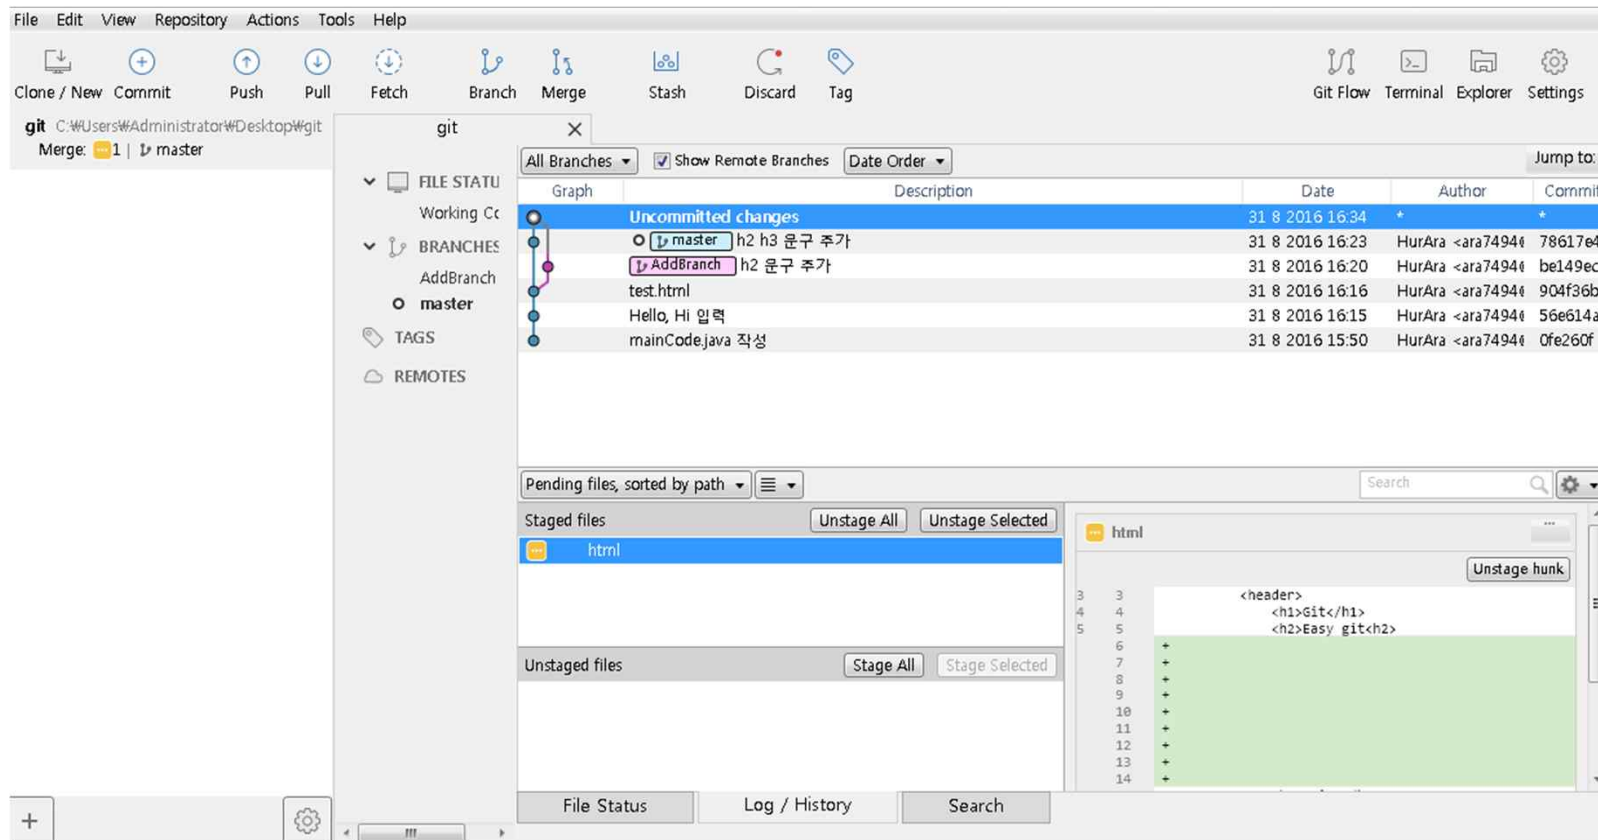 File Edit View Repository Actions Tools Help
Clone / New Commit Push Pull Fetch Branch Merge Stash Discard Tag Git Flow Terminal Explorer Settings
git C:₩Users₩Administrator₩Desktop₩git
Merge: 1 | master
git
FILE STATU
Working Cc
BRANCHES
AddBranch
master
TAGS
REMOTES
All Branches Show Remote Branches Date Order Jump to:
Graph Description Date Author Commit
Uncommitted changes 31 8 2016 16:34 * *
master h2 h3 문구 추가 31 8 2016 16:23 HurAra <ara7494 78617e4
AddBranch h2 문구 추가 31 8 2016 16:20 HurAra <ara7494 be149ec
test.html 31 8 2016 16:16 HurAra <ara7494 904f36b
Hello, Hi 입력 31 8 2016 16:15 HurAra <ara7494 56e614a
mainCode.java 작성 31 8 2016 15:50 HurAra <ara7494 0fe260f
Pending files, sorted by path Search
Staged files Unstage All Unstage Selected
html
Unstaged files Stage All Stage Selected
html
Unstage hunk
3 3 <header>
4 4 <h1>Git</h1>
5 5 <h2>Easy git<h2>
6 +
7 +
8 +
9 +
10 +
11 +
12 +
13 +
14 +
File Status Log / History Search